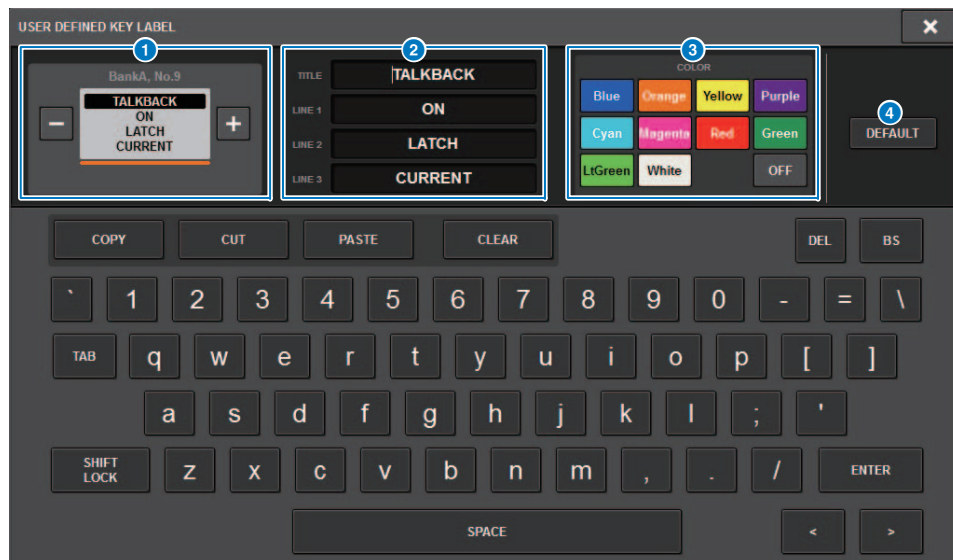 USER DEFINED KEY LABEL ×
1
BankA, No.9
− +
TALKBACK
ON
LATCH
CURRENT
2
TITLE TALKBACK
LINE 1 ON
LINE 2 LATCH
LINE 3 CURRENT
3
COLOR
Blue Orange Yellow Purple
Cyan Magenta Red Green
LtGreen White OFF
4
DEFAULT
COPY CUT PASTE CLEAR DEL BS
` 1 2 3 4 5 6 7 8 9 0 - = \
TAB q w e r t y u i o p [ ]
a s d f g h j k l ; '
SHIFT LOCK z x c v b n m , . / ENTER
SPACE < >